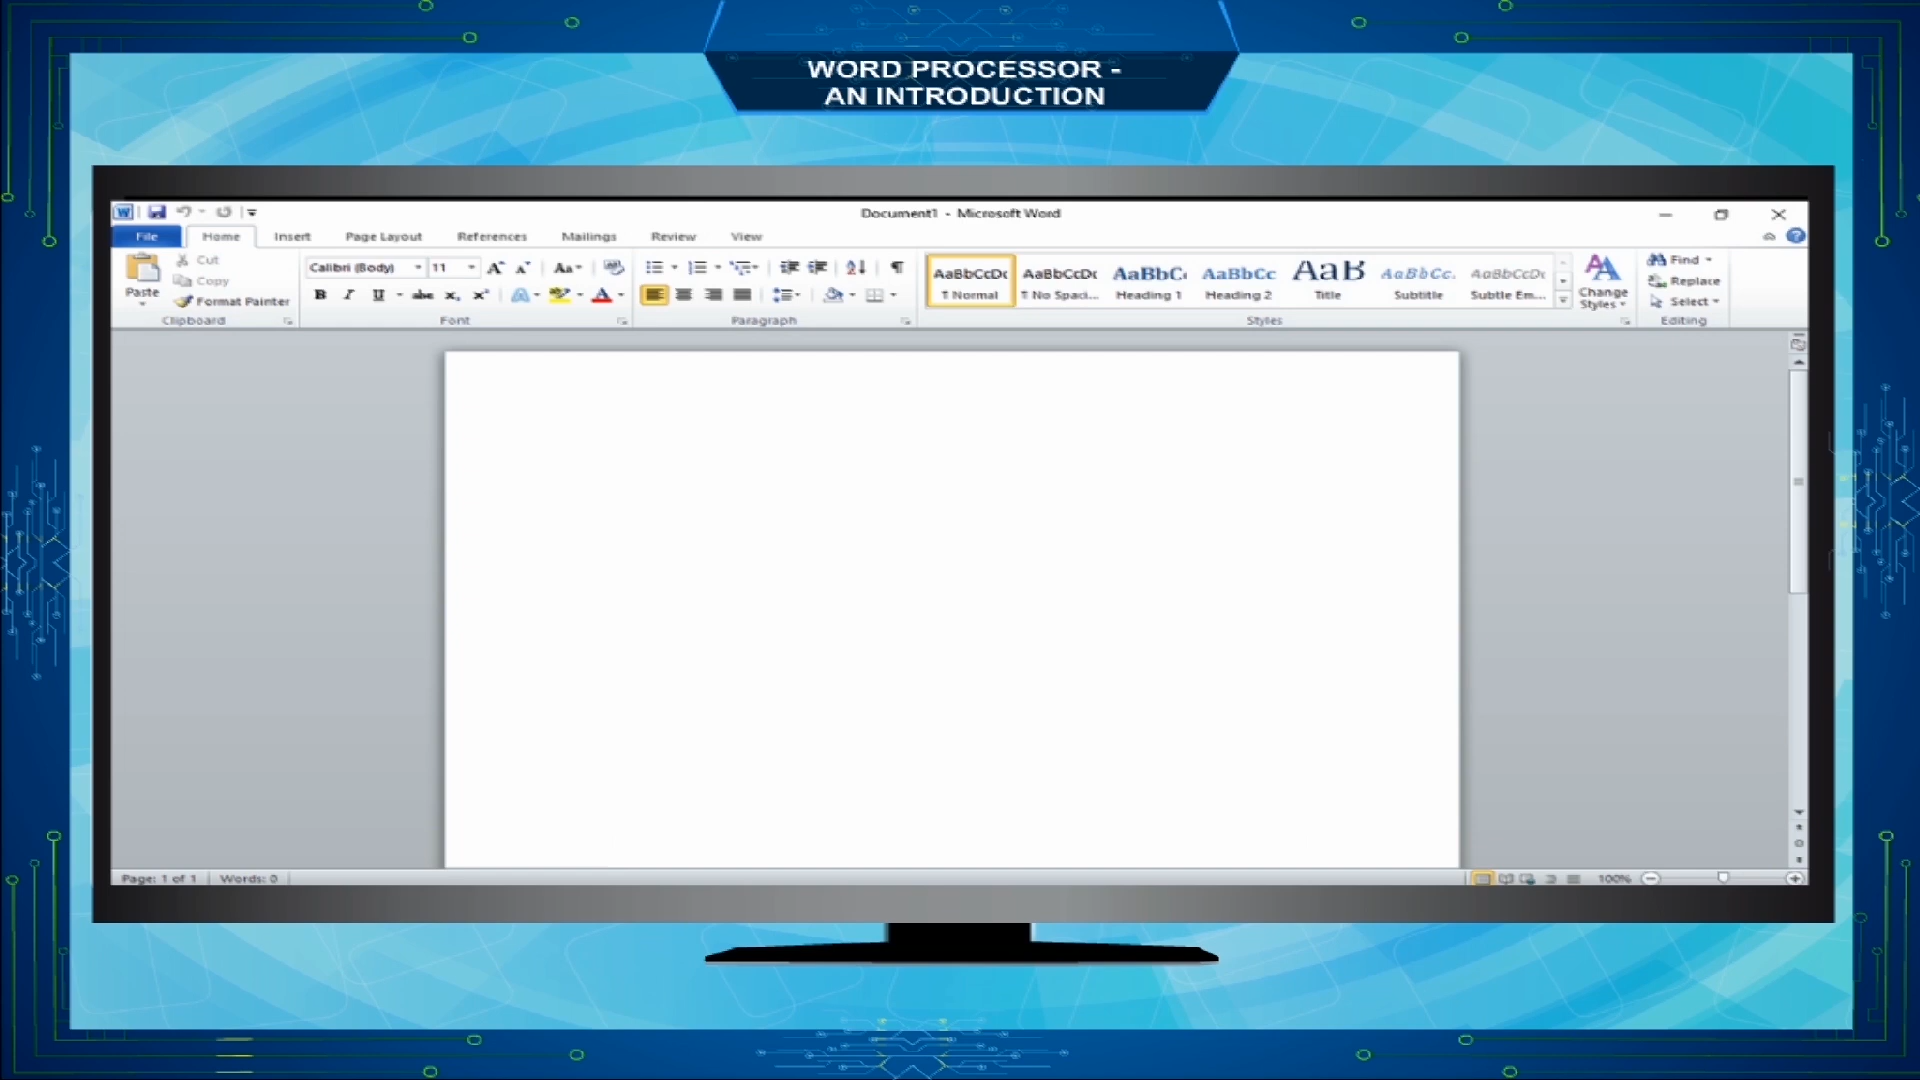 WORD PROCESSOR -
AN INTRODUCTION
Document1 - Microsoft Word
File Home Insert Page Layout References Mailings Review View
Cut
Copy
Paste
Format Painter
Clipboard
Calibri (Body) 11
Aa
B I U abc x, x²
A
Font
Paragraph
AaBbCcDc AaBbCcDc AaBbC AaBbCc AaB AaBbCc. AaBbCcDc
¶ Normal ¶ No Spaci... Heading 1 Heading 2 Title Subtitle Subtle Em...
Change
Styles
Styles
Find
Replace
Select
Editing
Page: 1 of 1 Words: 0 100%